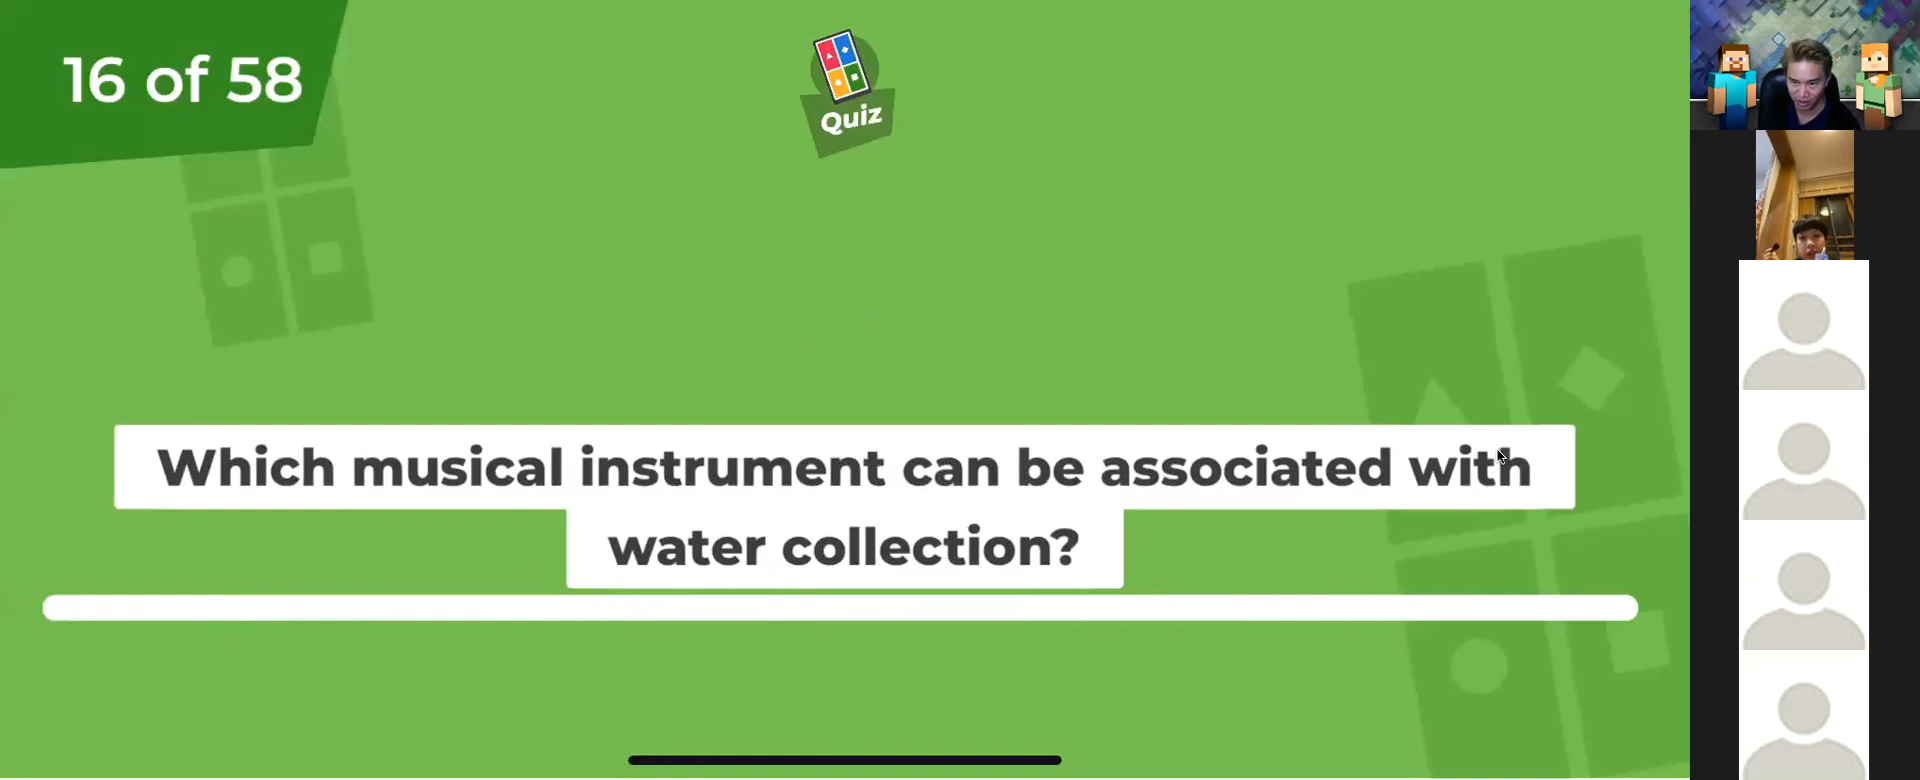 16 of 58
Quiz
Which musical instrument can be associated with
water collection?